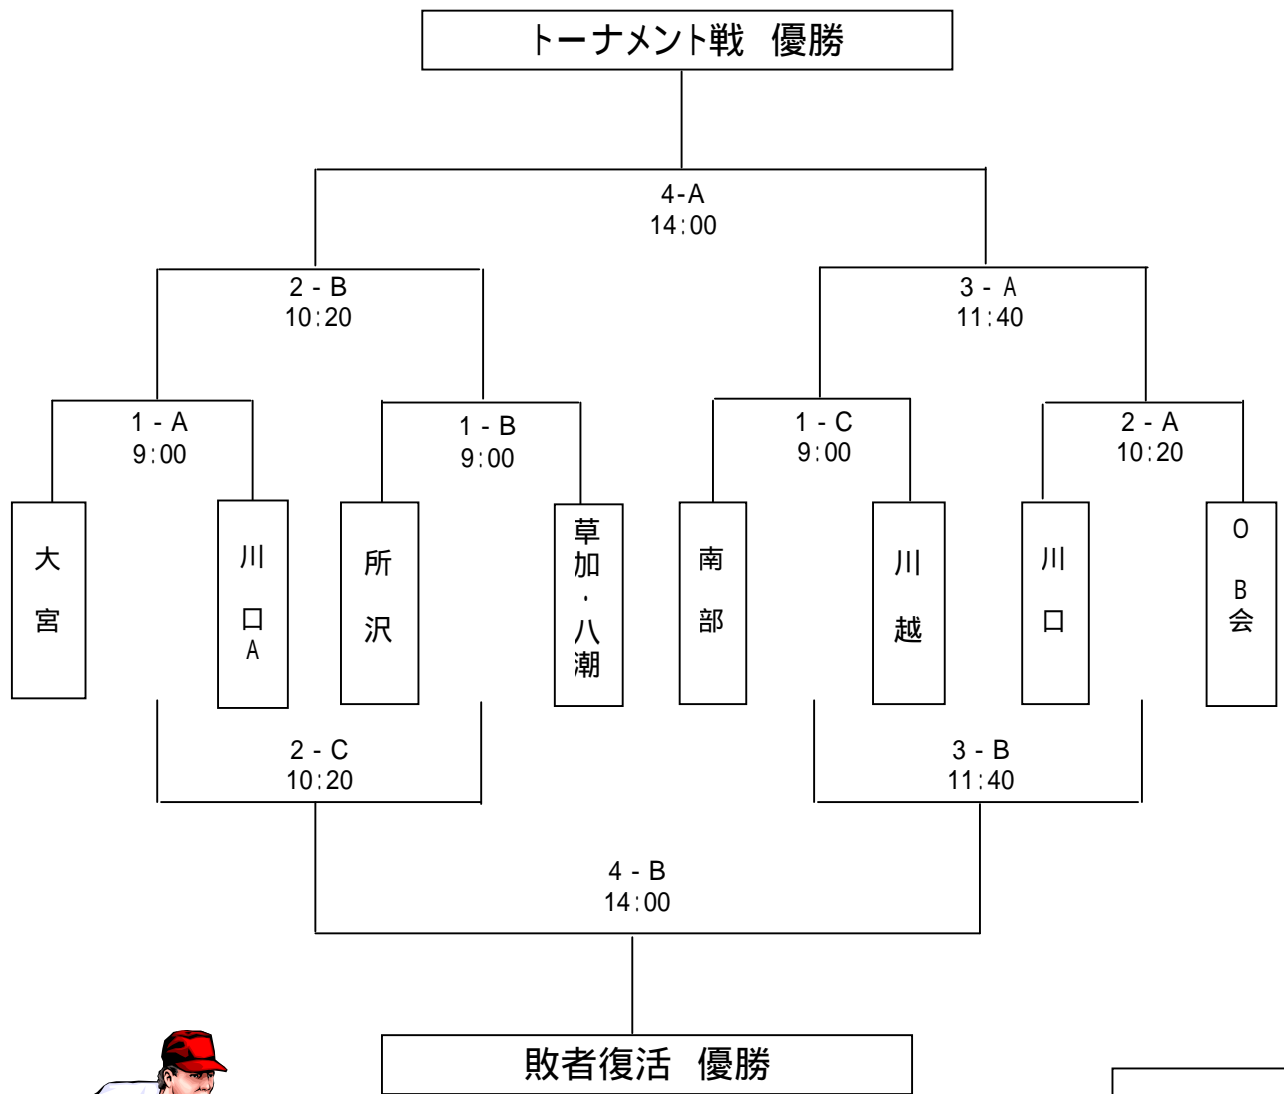 トーナメント戦 優勝
4-A
14:00
2 - B
10:20
3 - A
11:40
1 - A
9:00
1 - B
9:00
1 - C
9:00
2 - A
10:20
大宮
川口A
所沢
草加・八潮
南部
川越
川口
OB会
2 - C
10:20
3 - B
11:40
4 - B
14:00
敗者復活 優勝